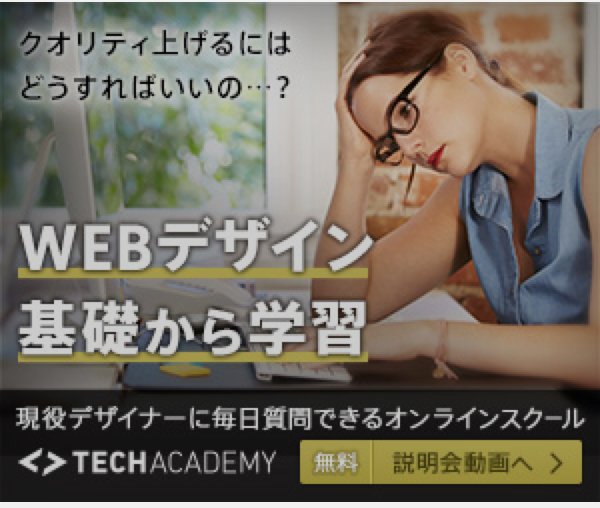 クオリティ上げるには
どうすればいいの…？
WEBデザイン
基礎から学習
現役デザイナーに毎日質問できるオンラインスクール
<> TECHACADEMY
無料 説明会動画へ >